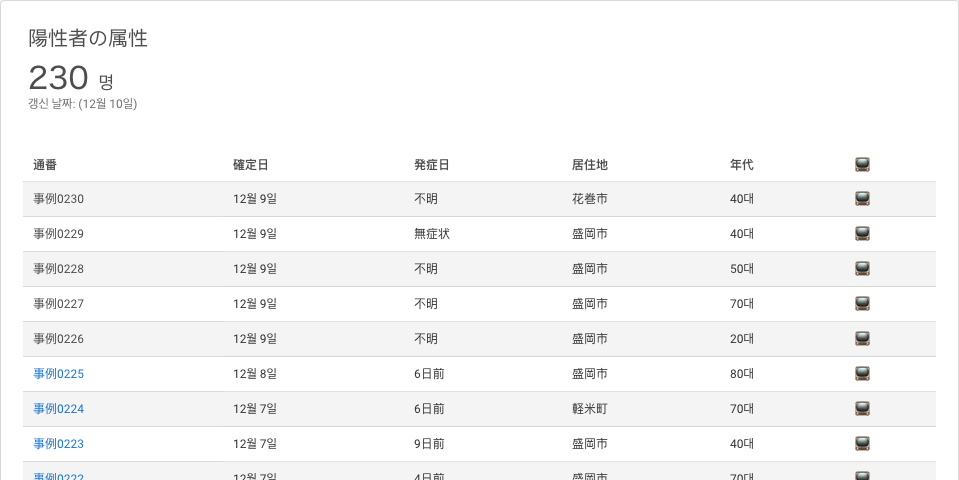 陽性者の属性
230 명
갱신 날짜: (12월 10일)
通番 確定日 発症日 居住地 年代
事例0230 12월 9일 不明 花巻市 40대
事例0229 12월 9일 無症状 盛岡市 40대
事例0228 12월 9일 不明 盛岡市 50대
事例0227 12월 9일 不明 盛岡市 70대
事例0226 12월 9일 不明 盛岡市 20대
事例0225 12월 8일 6日前 盛岡市 80대
事例0224 12월 7일 6日前 軽米町 70대
事例0223 12월 7일 9日前 盛岡市 40대
事例0222 12월 7일 4日前 盛岡市 70대